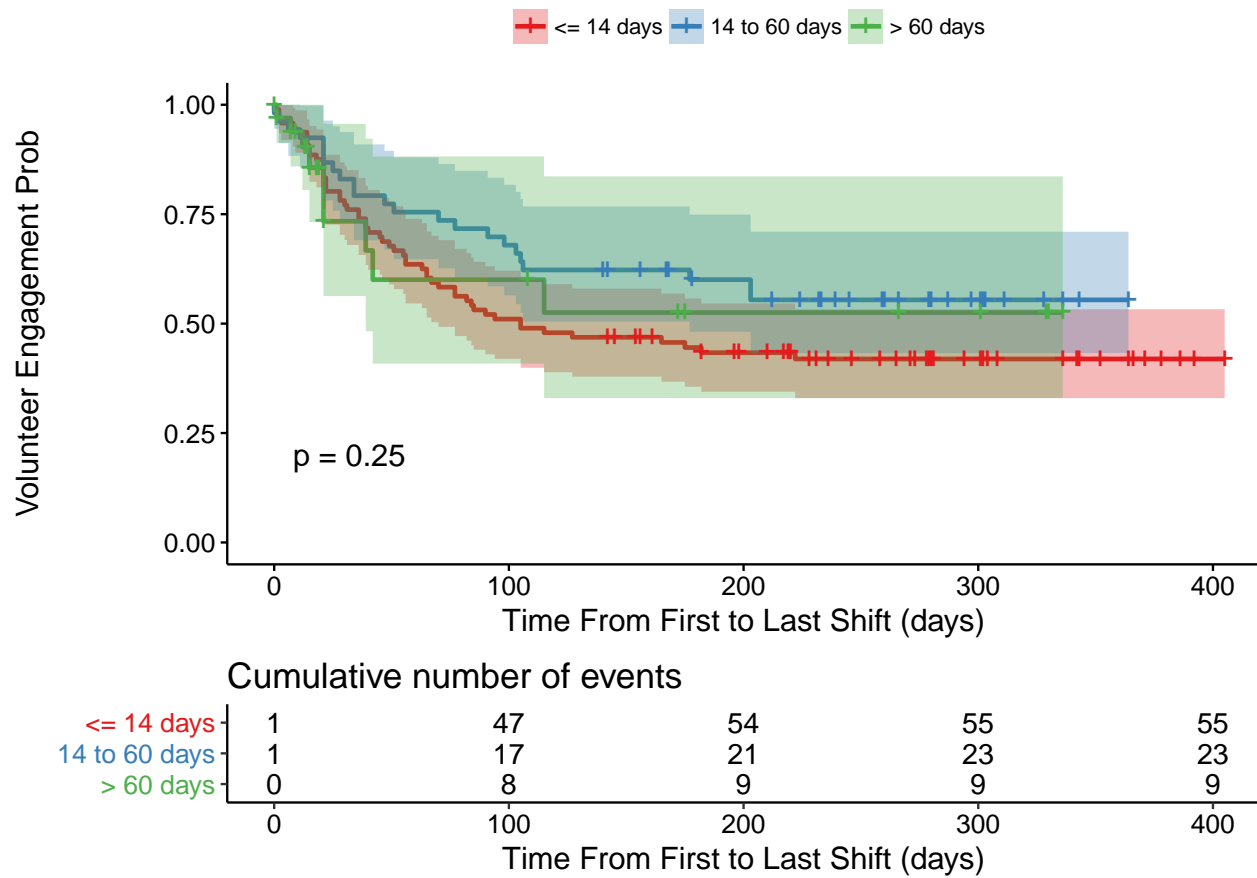 <= 14 days 14 to 60 days > 60 days
Volunteer Engagement Prob
1.00
0.75
0.50
0.25
0.00
p = 0.25
0 100 200 300 400
Time From First to Last Shift (days)
Cumulative number of events
<= 14 days 1 47 54 55 55
14 to 60 days 1 17 21 23 23
> 60 days 0 8 9 9 9
0 100 200 300 400
Time From First to Last Shift (days)